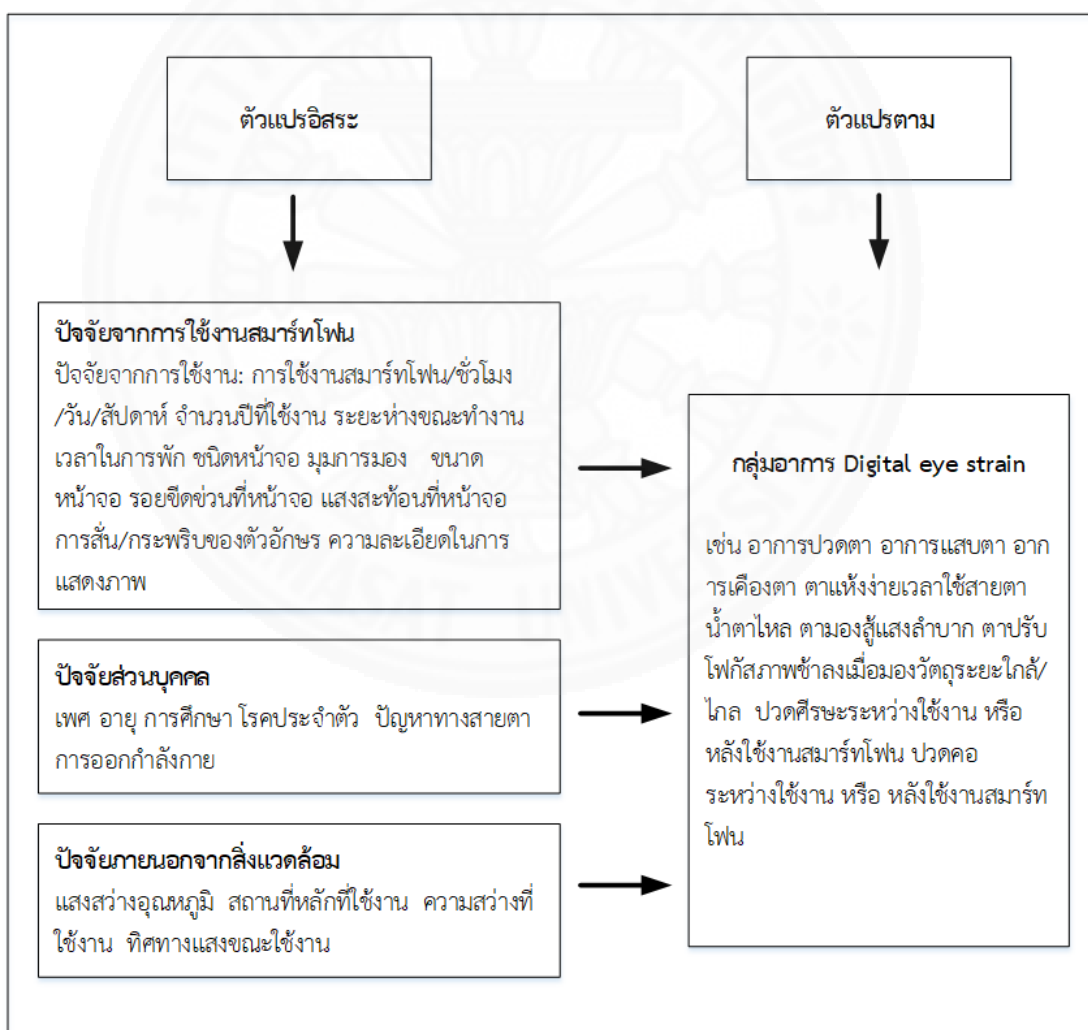 ตัวแปรอิสระ
ตัวแปรตาม
ปัจจัยจากการใช้งานสมาร์ทโฟน
ปัจจัยจากการใช้งาน: การใช้งานสมาร์ทโฟน/ชั่วโมง
/วัน/สัปดาห์ จำนวนปีที่ใช้งาน ระยะห่างขณะทำงาน
เวลาในการพัก ชนิดหน้าจอ มุมการมอง ขนาด
หน้าจอ รอยขีดข่วนที่หน้าจอ แสงสะท้อนที่หน้าจอ
การสั่น/กระพริบของตัวอักษร ความละเอียดในการ
แสดงภาพ
ปัจจัยส่วนบุคคล
เพศ อายุ การศึกษา โรคประจำตัว ปัญหาทางสายตา
การออกกำลังกาย
ปัจจัยภายนอกจากสิ่งแวดล้อม
แสงสว่างอุณหภูมิ สถานที่หลักที่ใช้งาน ความสว่างที่
ใช้งาน ทิศทางแสงขณะใช้งาน
กลุ่มอาการ Digital eye strain
เช่น อาการปวดตา อาการแสบตา อาก
ารเคืองตา ตาแห้งง่ายเวลาใช้สายตา
น้ำตาไหล ตามองสู้แสงลำบาก ตาปรับ
โฟกัสภาพช้าลงเมื่อมองวัตถุระยะใกล้/
ไกล ปวดศีรษะระหว่างใช้งาน หรือ
หลังใช้งานสมาร์ทโฟน ปวดคอ
ระหว่างใช้งาน หรือ หลังใช้งานสมาร์ท
โฟน